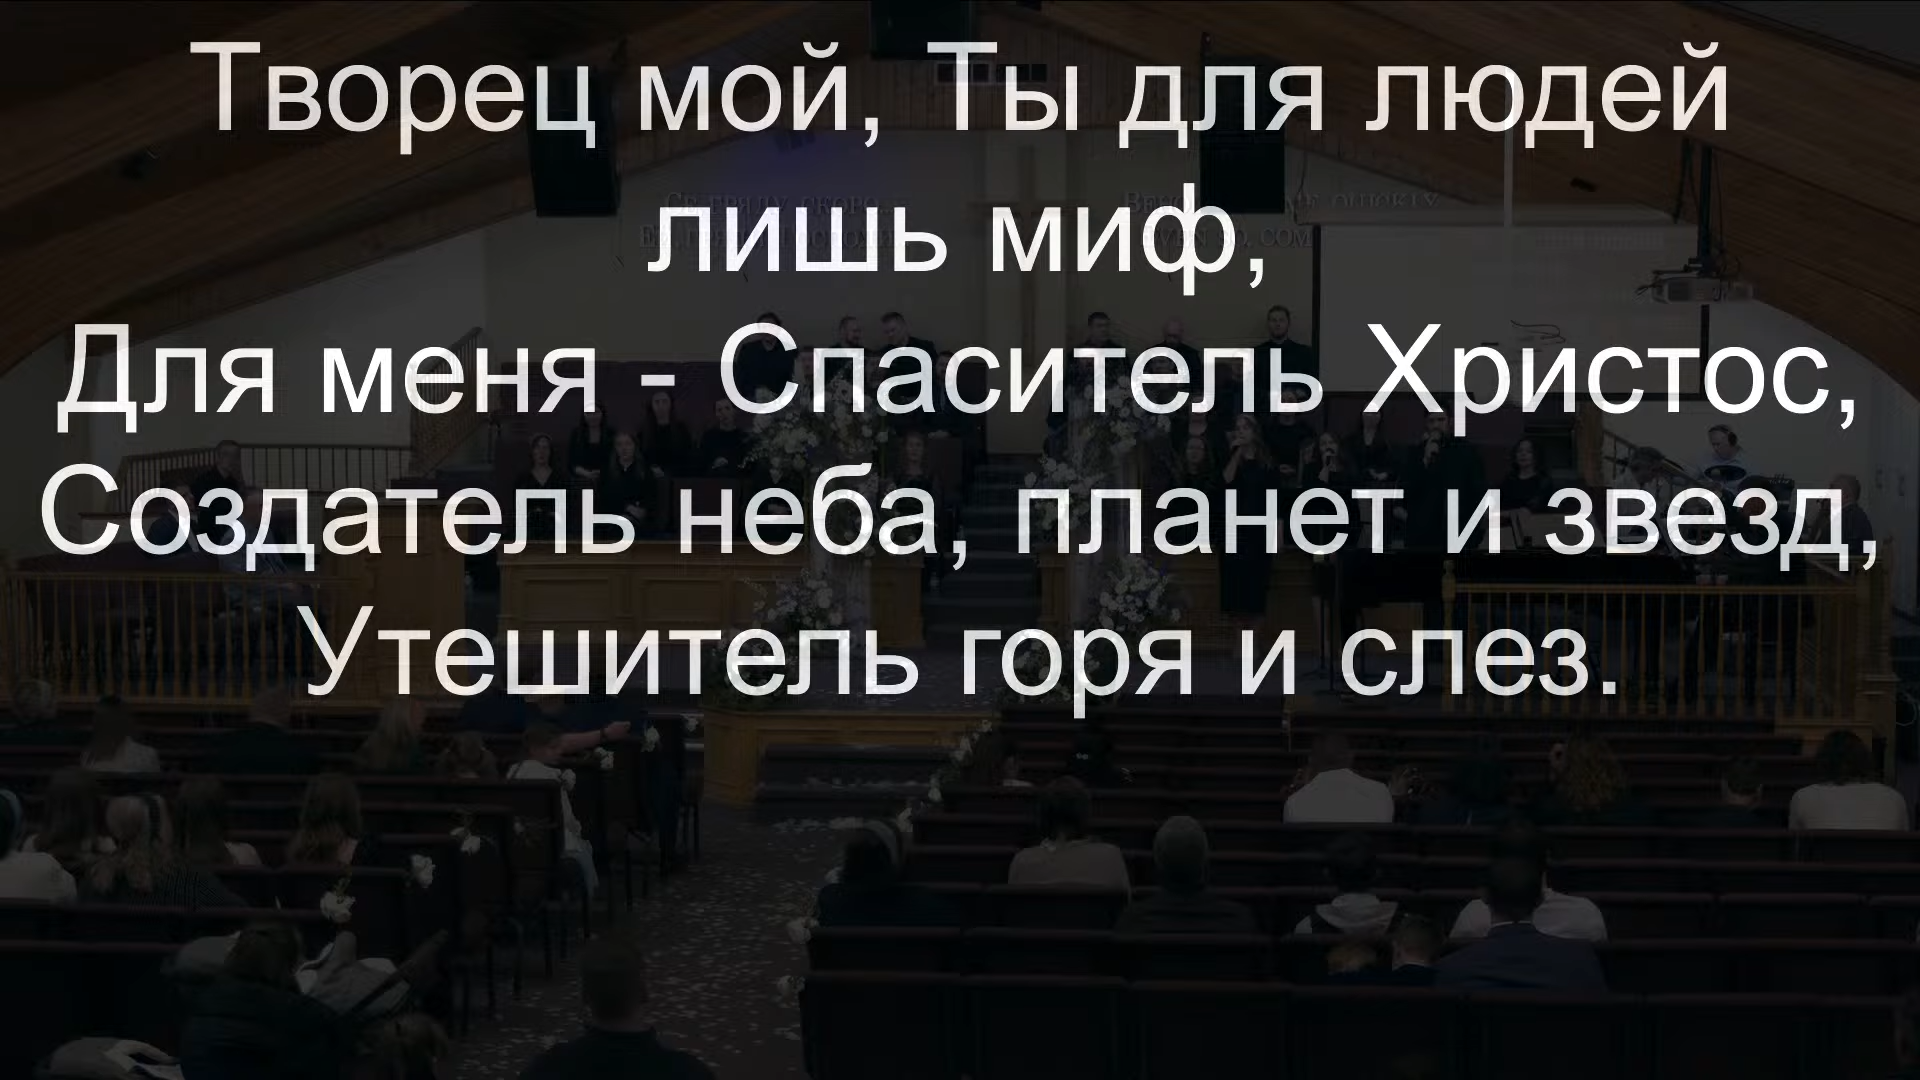 Творец мой, Ты для людей
лишь миф,
Для меня - Спаситель Христос,
Создатель неба, планет и звезд,
Утешитель горя и слез.